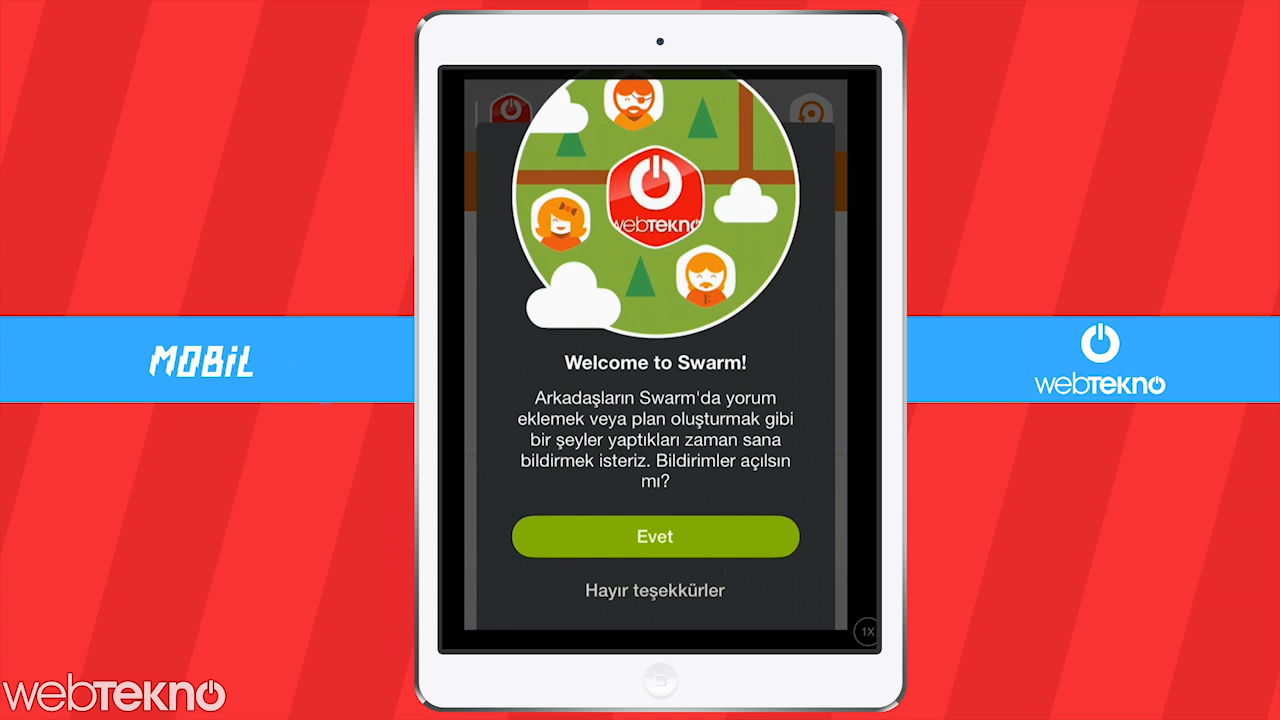 webTEKNO
Welcome to Swarm!
Arkadaşların Swarm'da yorum
eklemek veya plan oluşturmak gibi
bir şeyler yaptıkları zaman sana
bildirmek isteriz. Bildirimler açılsın
mı?
Evet
Hayır teşekkürler
1X
MOBİL
webTEKNO
webTEKNO